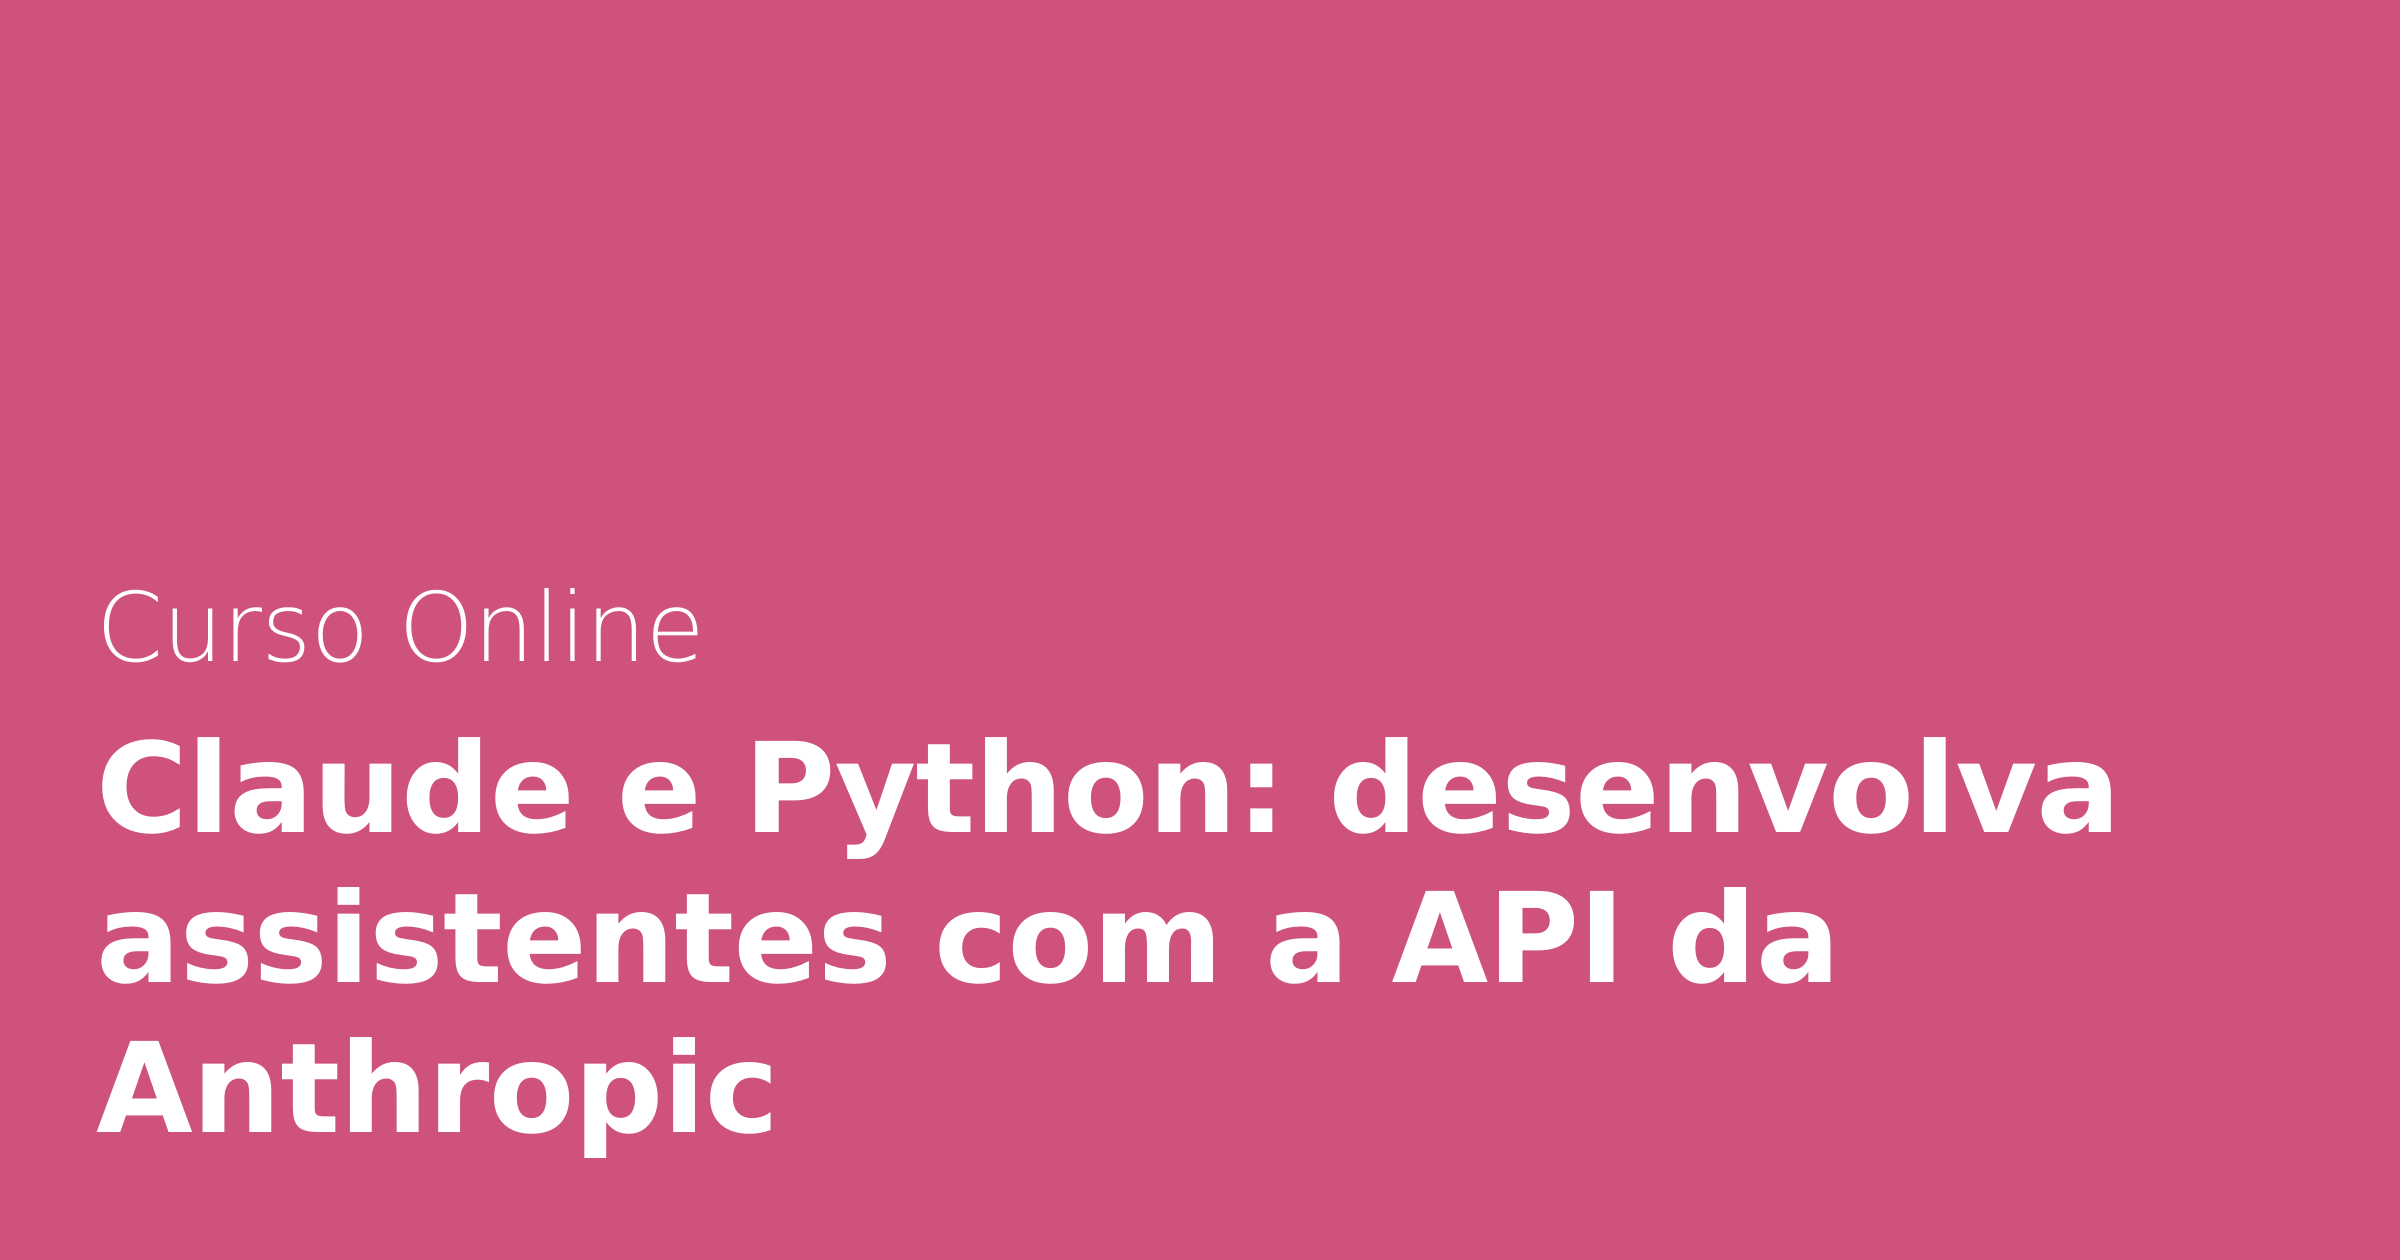 Curso Online
Claude e Python: desenvolva
assistentes com a API da
Anthropic